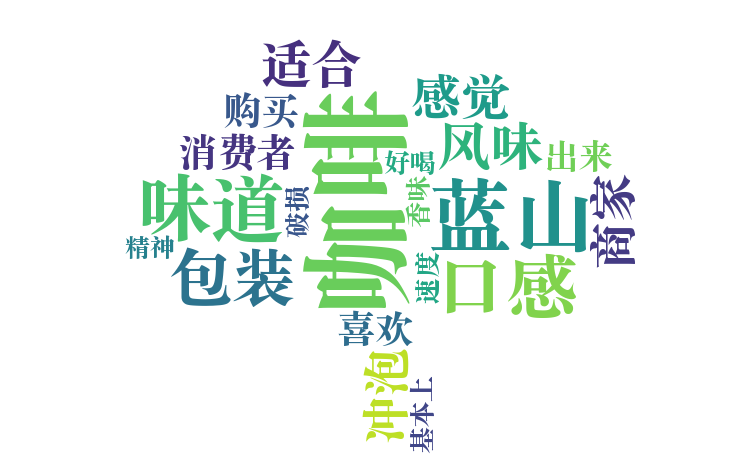 适合
感觉
购买
咖啡
风味
消费者
好喝
出来
味道
破损
香味
蓝山
商家
精神
包装
速度
口感
喜欢
冲泡
基本上